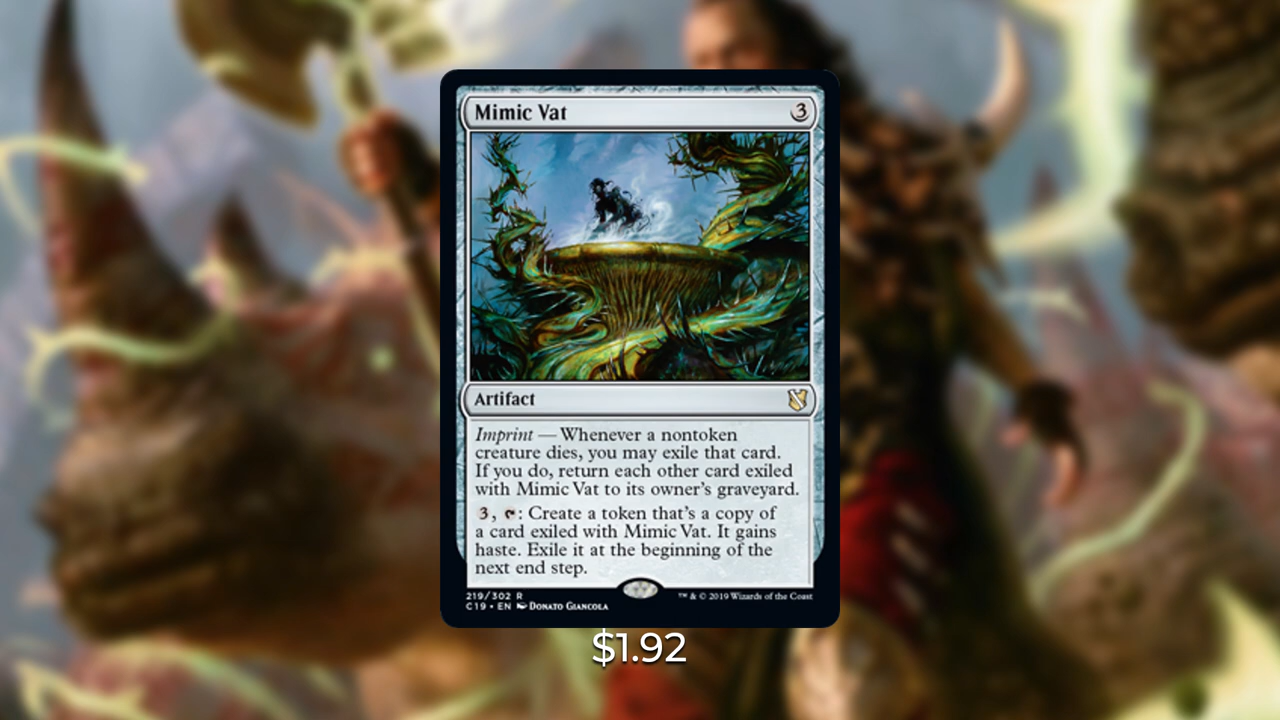 Mimic Vat 3
Artifact
Imprint — Whenever a nontoken
creature dies, you may exile that card.
If you do, return each other card exiled
with Mimic Vat to its owner's graveyard.
3, : Create a token that's a copy of
a card exiled with Mimic Vat. It gains
haste. Exile it at the beginning of the
next end step.
219/302 R
C19 • EN Donato Giancola
™ & © 2019 Wizards of the Coast
$1.92